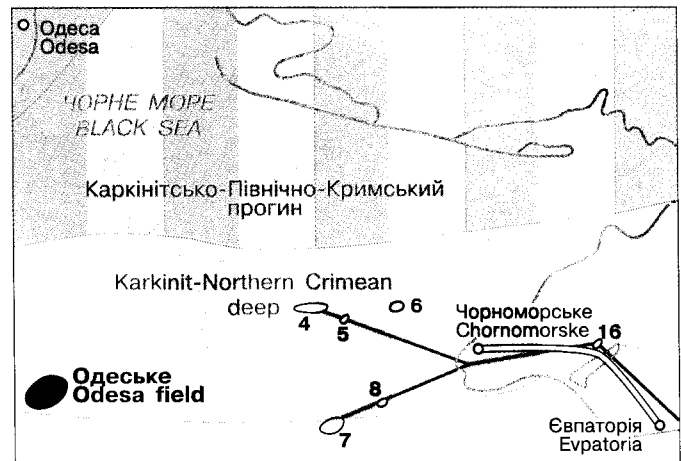 Одеса
Odesa
ЧОРНЕ МОРЕ
BLACK SEA
Каркінітсько-Північно-Кримський
прогин
Karkinit-Northern Crimean
deep
4
5
6
Чорноморське
Chornomorske 16
Одеське
Odesa field
8
7
Євпаторія
Evpatoria